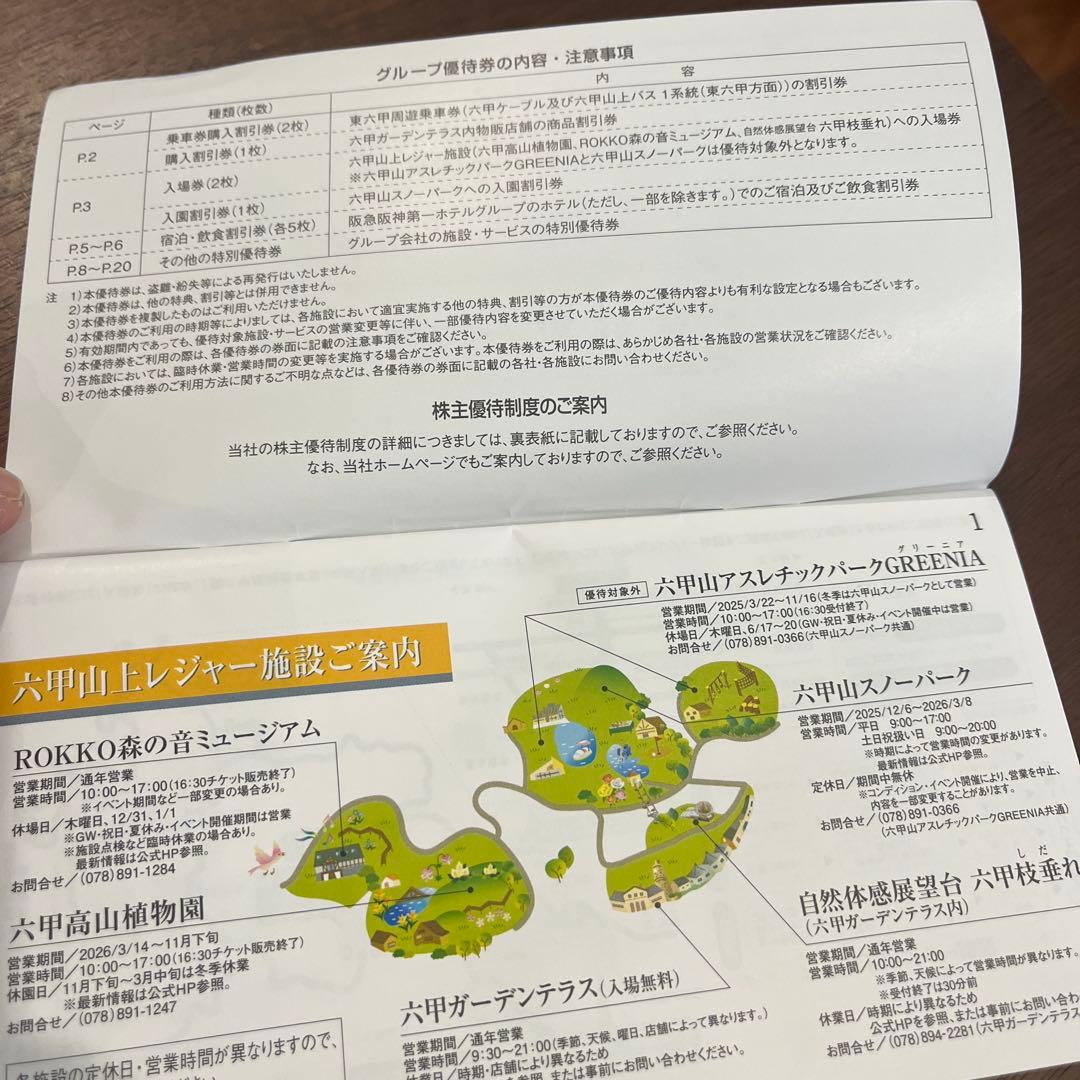 グループ優待券の内容・注意事項
ページ
種類(枚数)
内 容
P.2
乗車券購入割引券(2枚)
東六甲周遊乗車券(六甲ケーブル及び六甲山上バス 1系統(東六甲方面))の割引券
購入割引券(1枚)
六甲ガーデンテラス内物販店舗の商品割引券
P.3
入場券(2枚)
六甲山上レジャー施設(六甲高山植物園、ROKKO森の音ミュージアム、自然体感展望台 六甲枝垂れ)への入場券
※六甲山アスレチックパークGREENIAと六甲山スノーパークは優待対象外となります。
入園割引券(1枚)
六甲山スノーパークへの入園割引券
P.5〜P.6
宿泊・飲食割引券(各5枚)
阪急阪神第一ホテルグループのホテル(ただし、一部を除きます。)でのご宿泊及びご飲食割引券
P.8〜P.20
その他の特別優待券
グループ会社の施設・サービスの特別優待券
注 1)本優待券は、盗難・紛失等による再発行はいたしません。
2)本優待券は、他の特典、割引等とは併用できません。
3)本優待券を複製したものはご利用いただけません。
4)本優待券のご利用の時期等によりましては、各施設において適宜実施する他の特典、割引等の方が本優待券のご優待内容よりも有利な設定となる場合もございます。
5)有効期間内であっても、優待対象施設・サービスの営業変更等に伴い、一部優待内容を変更させていただく場合がございます。
6)本優待券をご利用の際は、各優待券の券面に記載の注意事項をご確認ください。
7)各施設においては、臨時休業・営業時間の変更等を実施する場合がございます。本優待券をご利用の際は、あらかじめ各社・各施設の営業状況をご確認ください。
8)その他本優待券のご利用方法に関するご不明な点などは、各優待券の券面に記載の各社・各施設にお問い合わせください。
株主優待制度のご案内
当社の株主優待制度の詳細につきましては、裏表紙に記載しておりますので、ご参照ください。
なお、当社ホームページでもご案内しておりますので、ご参照ください。
1
優待対象外
グリーニア
六甲山アスレチックパークGREENIA
営業期間/2025/3/22〜11/16(冬季は六甲山スノーパークとして営業)
営業時間/10:00〜17:00(16:30受付終了)
休場日/木曜日、6/17〜20(GW・祝日・夏休み・イベント開催中は営業)
お問合せ/(078)891-0366(六甲山スノーパーク共通)
六甲山上レジャー施設ご案内
ROKKO森の音ミュージアム
営業期間/通年営業
営業時間/10:00〜17:00(16:30チケット販売終了)
※イベント期間など一部変更の場合あり。
休場日/木曜日、12/31、1/1
※GW・祝日・夏休み・イベント開催期間は営業
※施設点検など臨時休業の場合あり。
最新情報は公式HP参照。
お問合せ/(078)891-1284
六甲山スノーパーク
営業期間/2025/12/6〜2026/3/8
営業時間/平日 9:00〜17:00
土日祝扱い日 9:00〜20:00
※時期によって営業時間の変更があります。
最新情報は公式HP参照。
定休日/期間中無休
※コンディション・イベント開催により、営業を中止、
内容を一部変更することがあります。
お問合せ/(078)891-0366
(六甲山アスレチックパークGREENIA共通)
六甲高山植物園
営業期間/2026/3/14〜11月下旬
営業時間/10:00〜17:00(16:30チケット販売終了)
休園日/11月下旬〜3月中旬は冬季休業
※最新情報は公式HP参照。
お問合せ/(078)891-1247
しだ
自然体感展望台 六甲枝垂れ
(六甲ガーデンテラス内)
営業期間/通年営業
営業時間/10:00〜21:00
※季節、天候によって営業時間が異なります。
※受付終了は30分前
休業日/時期により異なるため
公式HPを参照、または事前にお問い合わ
お問合せ/(078)894-2281(六甲ガーデンテラス
六甲ガーデンテラス(入場無料)
営業期間/通年営業
営業時間/9:30〜21:00(季節、天候、曜日、店舗によって異なります。)
休業日/時期・店舗により異なるため
を参照、または事前にお問い合わせください。
各施設の定休日・営業時間が異なりますので、